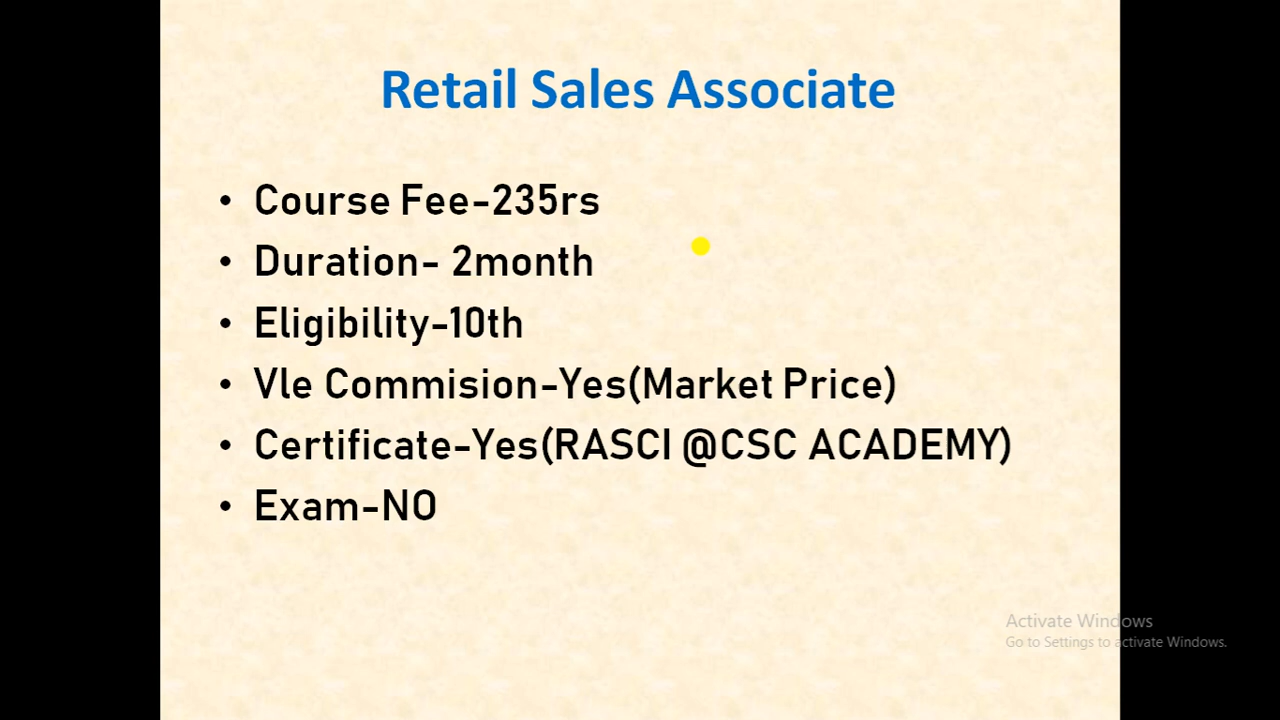 Retail Sales Associate
• Course Fee-235rs
• Duration- 2month
• Eligibility-10th
• Vle Commision-Yes(Market Price)
• Certificate-Yes(RASCI @CSC ACADEMY)
• Exam-NO
Activate Windows
Go to Settings to activate Windows.